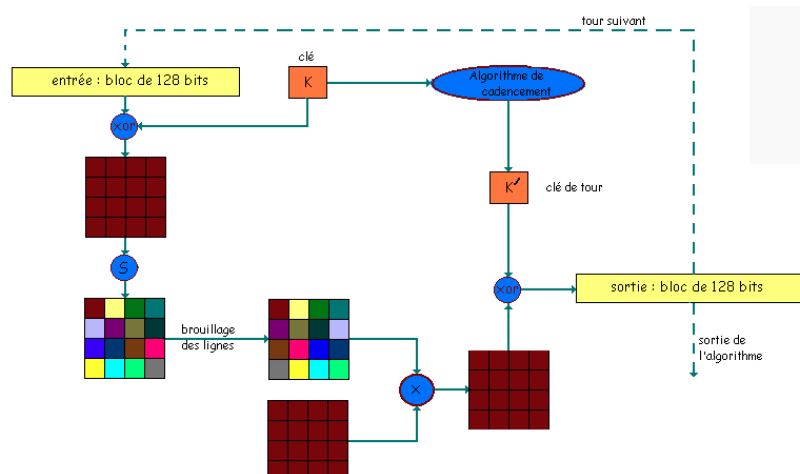 tour suivant
clé
entrée : bloc de 128 bits
K
Algorithme de
cadencement
xor
K'
clé de tour
S
xor
sortie : bloc de 128 bits
brouillage
des lignes
sortie de
l'algorithme
X